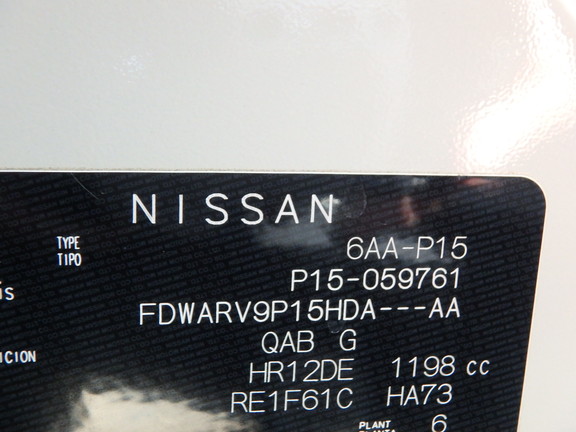 NISSAN
TYPE 6AA-P15
TIPO
P15-059761
IS
FDWARV9P15HDA---AA
QAB G
ICION HR12DE 1198 cc
RE1F61C HA73
PLANT 6